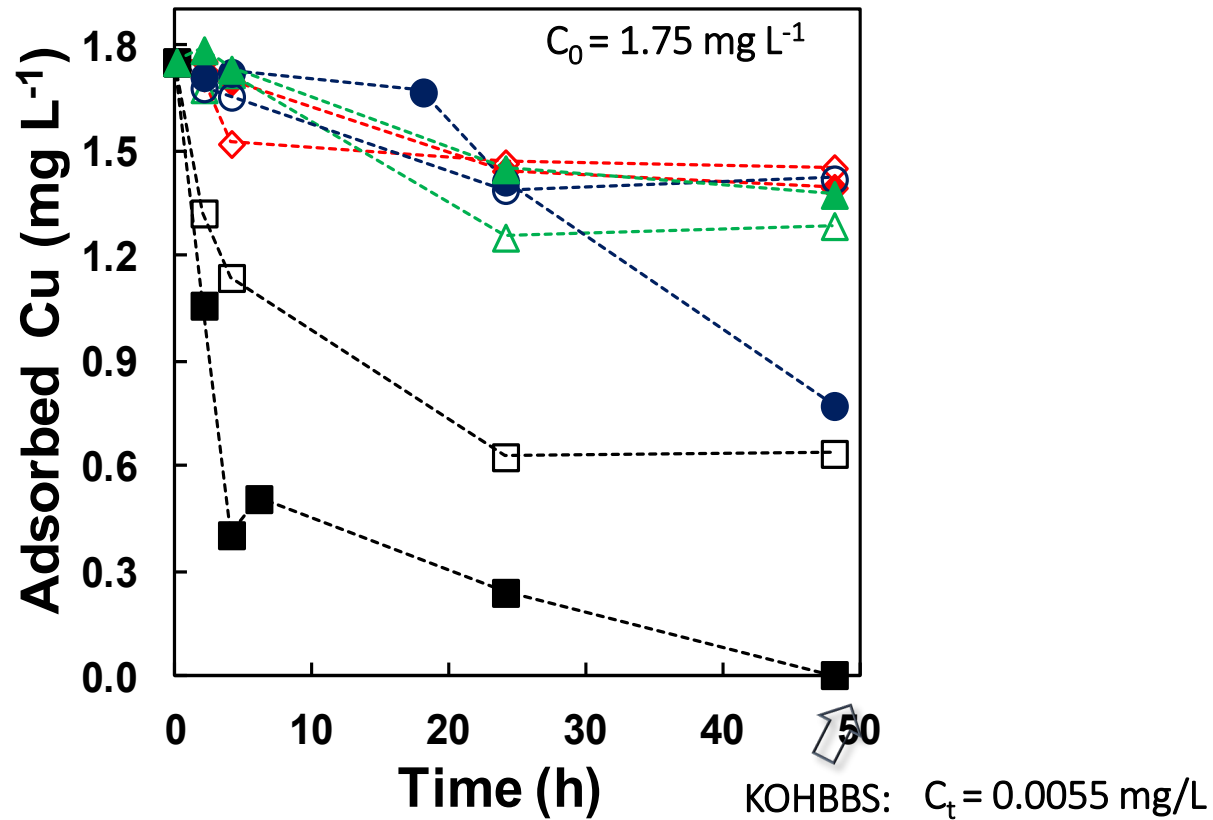 C₀ = 1.75 mg L⁻¹
Adsorbed Cu (mg L⁻¹)
1.8
1.5
1.2
0.9
0.6
0.3
0.0
0 10 20 30 40 50
Time (h)
KOHBBS: Cₜ = 0.0055 mg/L